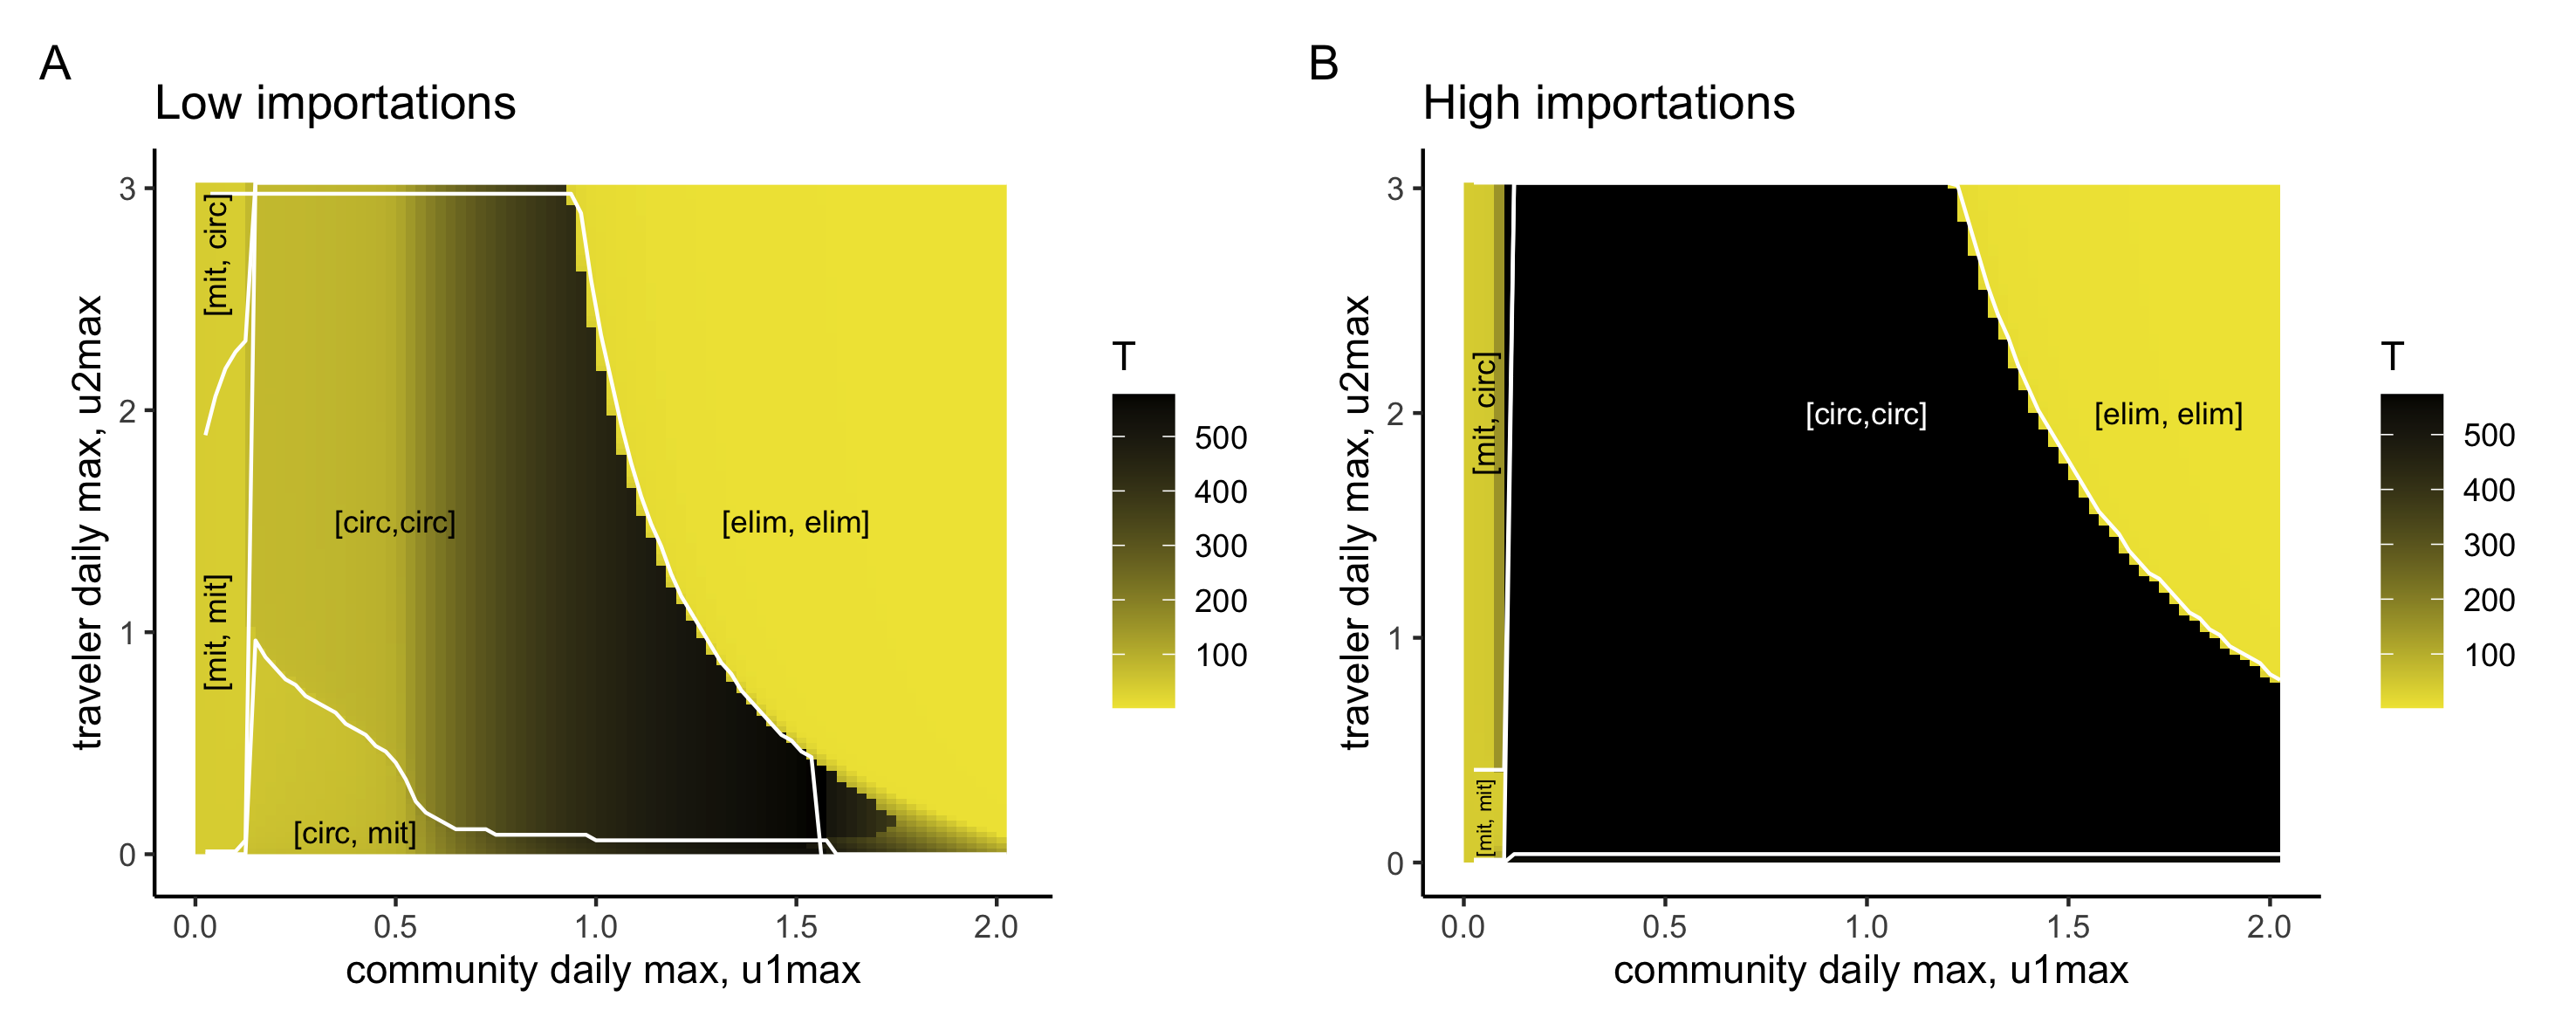 A
Low importations
traveler daily max, u2max
3
2
1
0
[mit, circ]
[mit, mit]
[circ,circ]
[circ, mit]
[elim, elim]
0.0 0.5 1.0 1.5 2.0
community daily max, u1max
T
500
400
300
200
100
B
High importations
traveler daily max, u2max
3
2
1
0
[mit, circ]
[mit, mit]
[circ,circ]
[elim, elim]
0.0 0.5 1.0 1.5 2.0
community daily max, u1max
T
500
400
300
200
100